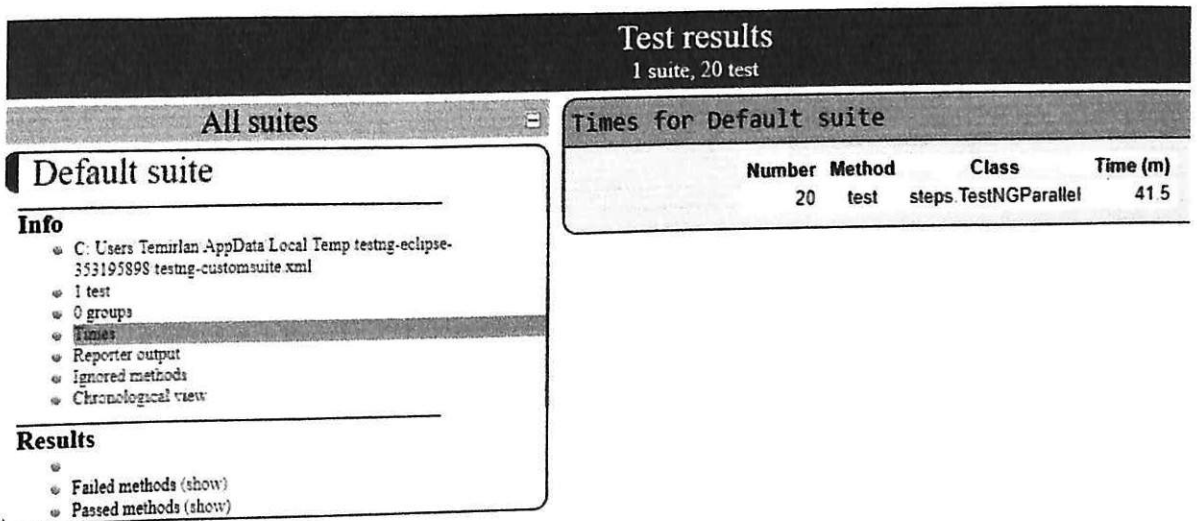 Test results
1 suite, 20 test
All suites
Default suite
Info
C: Users Temirlan AppData Local Temp testng-eclipse-
353195898 testng-customsuite.xml
1 test
0 groups
Times
Reporter output
Ignored methods
Chronological view
Results
Failed methods (show)
Passed methods (show)
Times for Default suite
Number Method Class Time (m)
20 test steps.TestNGParallel 41.5